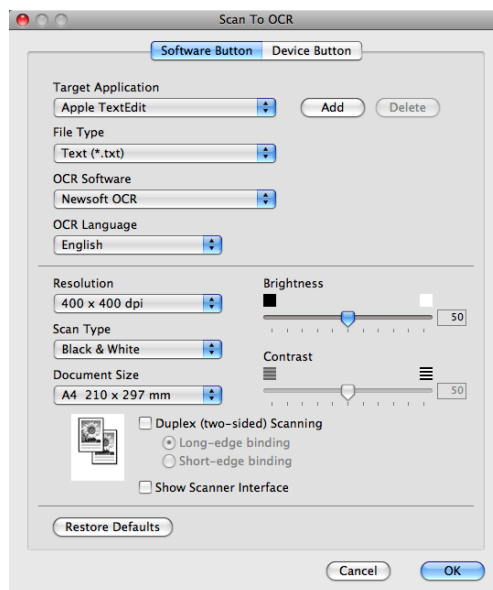 Scan To OCR
Software Button Device Button
Target Application
Apple TextEdit Add Delete
File Type
Text (*.txt)
OCR Software
Newsoft OCR
OCR Language
English
Resolution Brightness
400 x 400 dpi 50
Scan Type
Black & White Contrast
Document Size
A4 210 x 297 mm 50
Duplex (two-sided) Scanning
Long-edge binding
Short-edge binding
Show Scanner Interface
Restore Defaults
Cancel OK